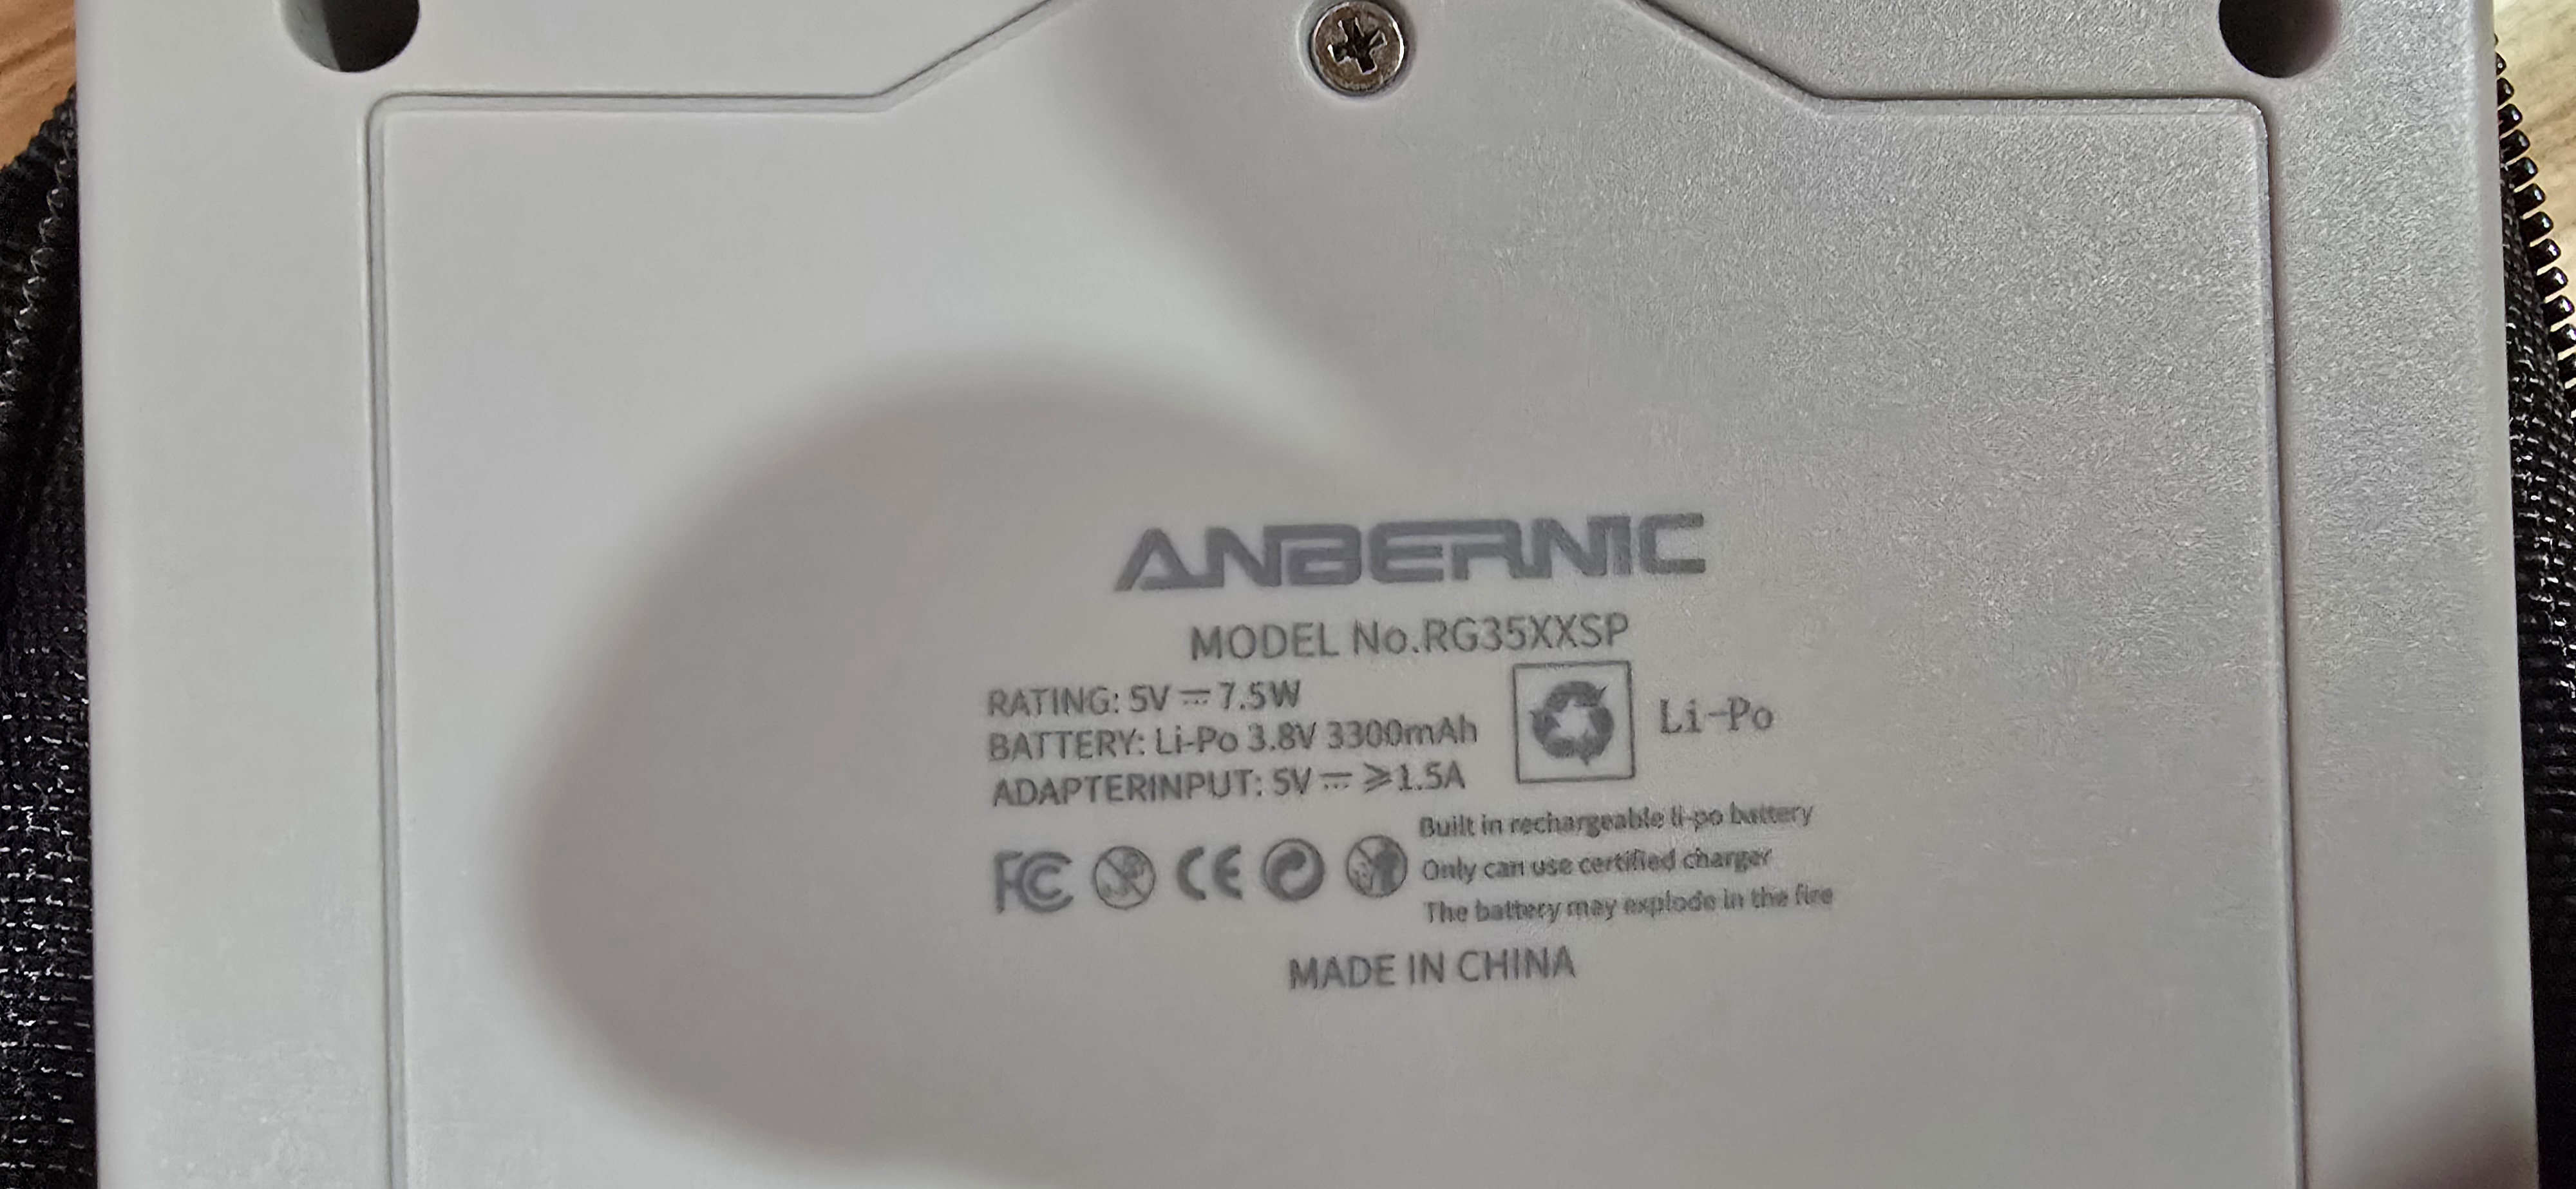 ANBERNIC
MODEL No.RG35XXSP
RATING: 5V ⎓ 7.5W
BATTERY: Li-Po 3.8V 3300mAh
ADAPTERINPUT: 5V ⎓ ≥1.5A
Li-Po
FC CE
Built in rechargeable li-po battery
Only can use certified charger
The battery may explode in the fire
MADE IN CHINA